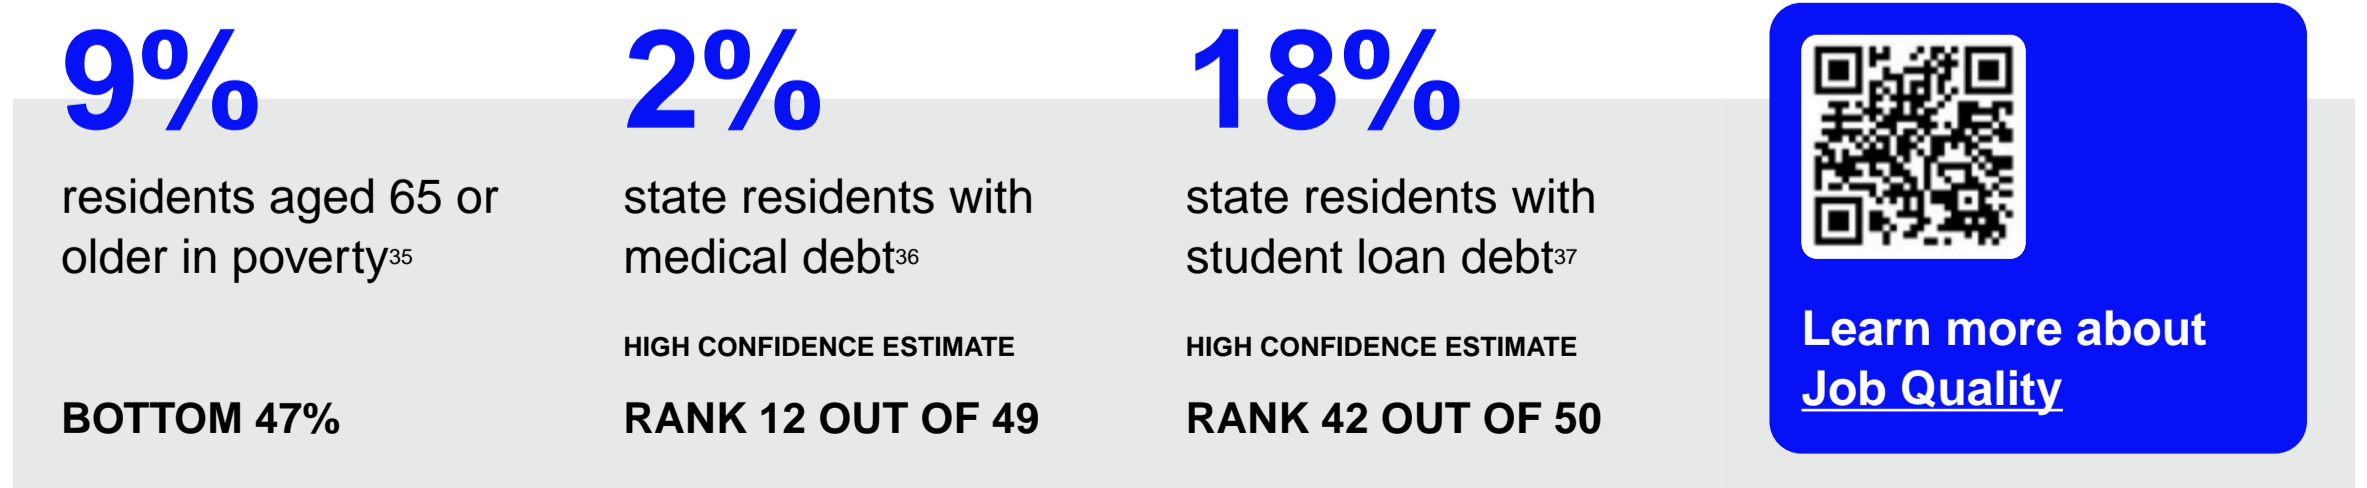 9%
residents aged 65 or
older in poverty35
BOTTOM 47%
2%
state residents with
medical debt36
HIGH CONFIDENCE ESTIMATE
RANK 12 OUT OF 49
18%
state residents with
student loan debt37
HIGH CONFIDENCE ESTIMATE
RANK 42 OUT OF 50
Learn more about
Job Quality